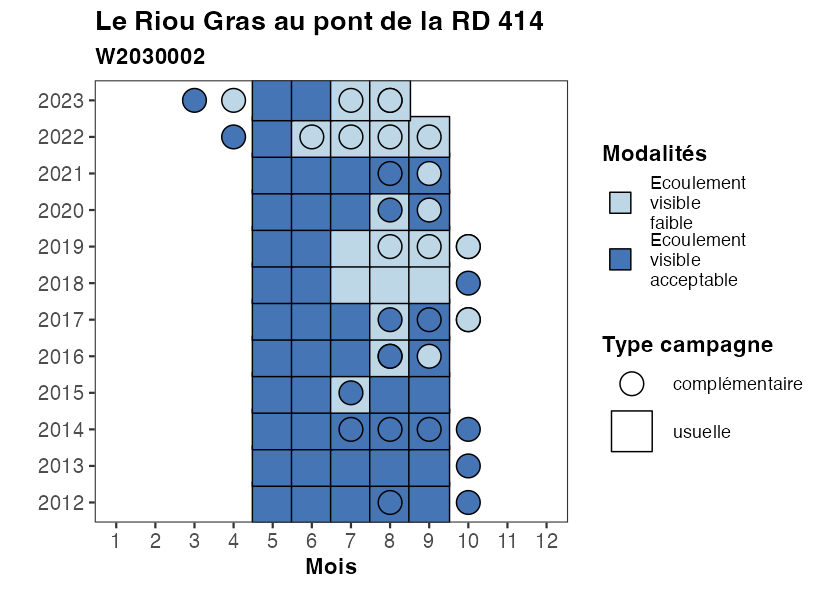 Le Riou Gras au pont de la RD 414
W2030002
2023
2022
2021
2020
2019
2018
2017
2016
2015
2014
2013
2012
1 2 3 4 5 6 7 8 9 10 11 12
Mois
Modalités
Ecoulement
visible
faible
Ecoulement
visible
acceptable
Type campagne
complémentaire
usuelle